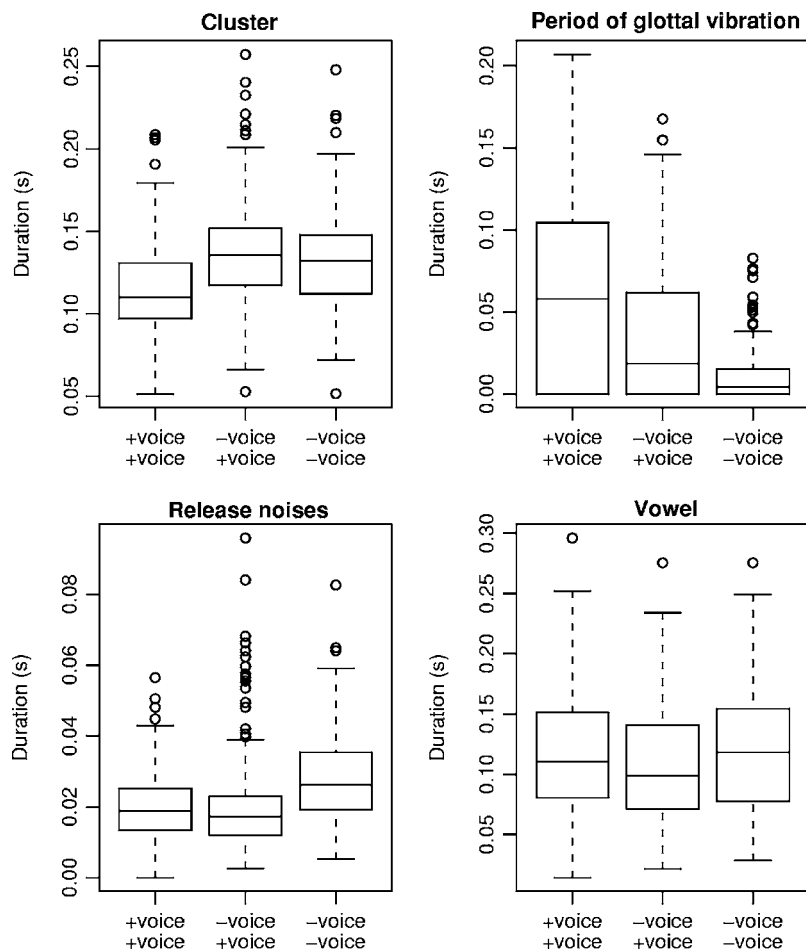 Cluster
Duration (s)
0.25
0.20
0.15
0.10
0.05
+voice −voice −voice
+voice +voice −voice
Period of glottal vibration
Duration (s)
0.20
0.15
0.10
0.05
0.00
+voice −voice −voice
+voice +voice −voice
Release noises
Duration (s)
0.08
0.06
0.04
0.02
0.00
+voice −voice −voice
+voice +voice −voice
Vowel
Duration (s)
0.30
0.25
0.20
0.15
0.10
0.05
+voice −voice −voice
+voice +voice −voice